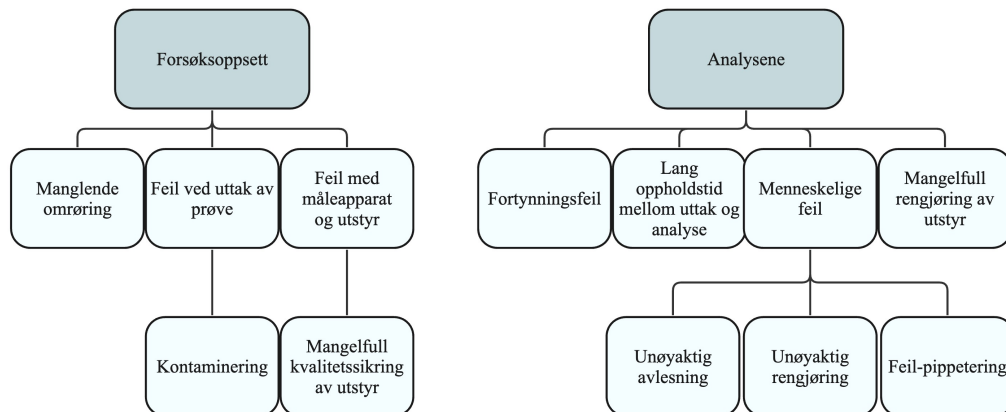 Forsøksoppsett
Analysene
Manglende
omrøring
Feil ved uttak av
prøve
Feil med
måleapparat
og utstyr
Fortynningsfeil
Lang
oppholdstid
mellom uttak og
analyse
Menneskelige
feil
Mangelfull
rengjøring av
utstyr
Kontaminering
Mangelfull
kvalitetssikring
av utstyr
Unøyaktig
avlesning
Unøyaktig
rengjøring
Feil-pippetering